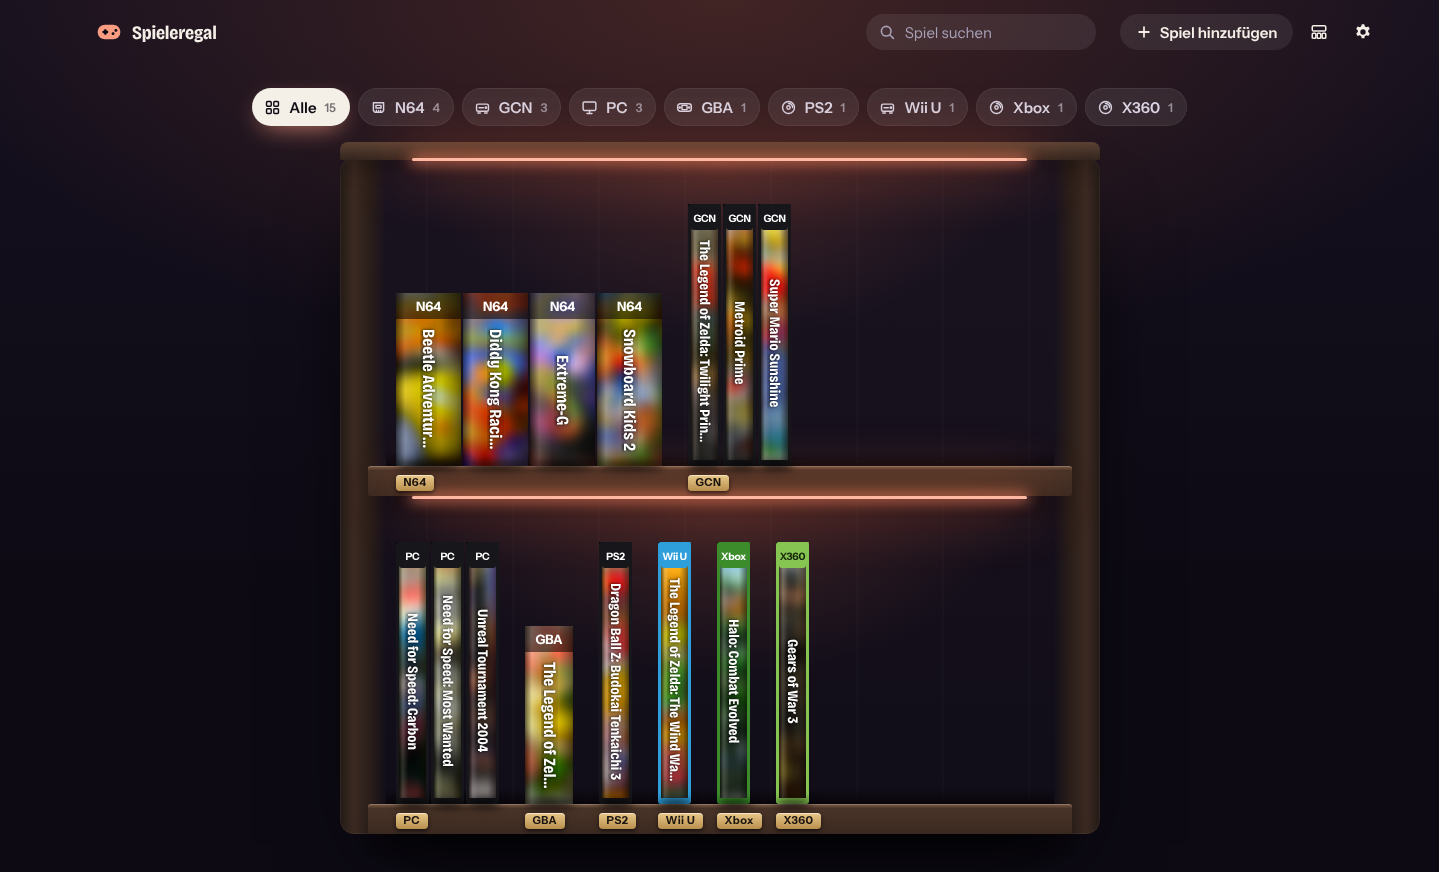 Spieleregal
Spiel suchen
Spiel hinzufügen
Alle 15
N64 4
GCN 3
PC 3
GBA 1
PS2 1
Wii U 1
Xbox 1
X360 1
N64
Beetle Adventur...
N64
Diddy Kong Raci...
N64
Extreme-G
N64
Snowboard Kids 2
GCN
The Legend of Zelda: Twilight Prin...
GCN
Metroid Prime
GCN
Super Mario Sunshine
N64
GCN
PC
Need for Speed: Carbon
PC
Need for Speed: Most Wanted
PC
Unreal Tournament 2004
GBA
The Legend of Zel...
PS2
Dragon Ball Z: Budokai Tenkaichi 3
Wii U
The Legend of Zelda: The Wind Wa...
Xbox
Halo: Combat Evolved
X360
Gears of War 3
PC
GBA
PS2
Wii U
Xbox
X360